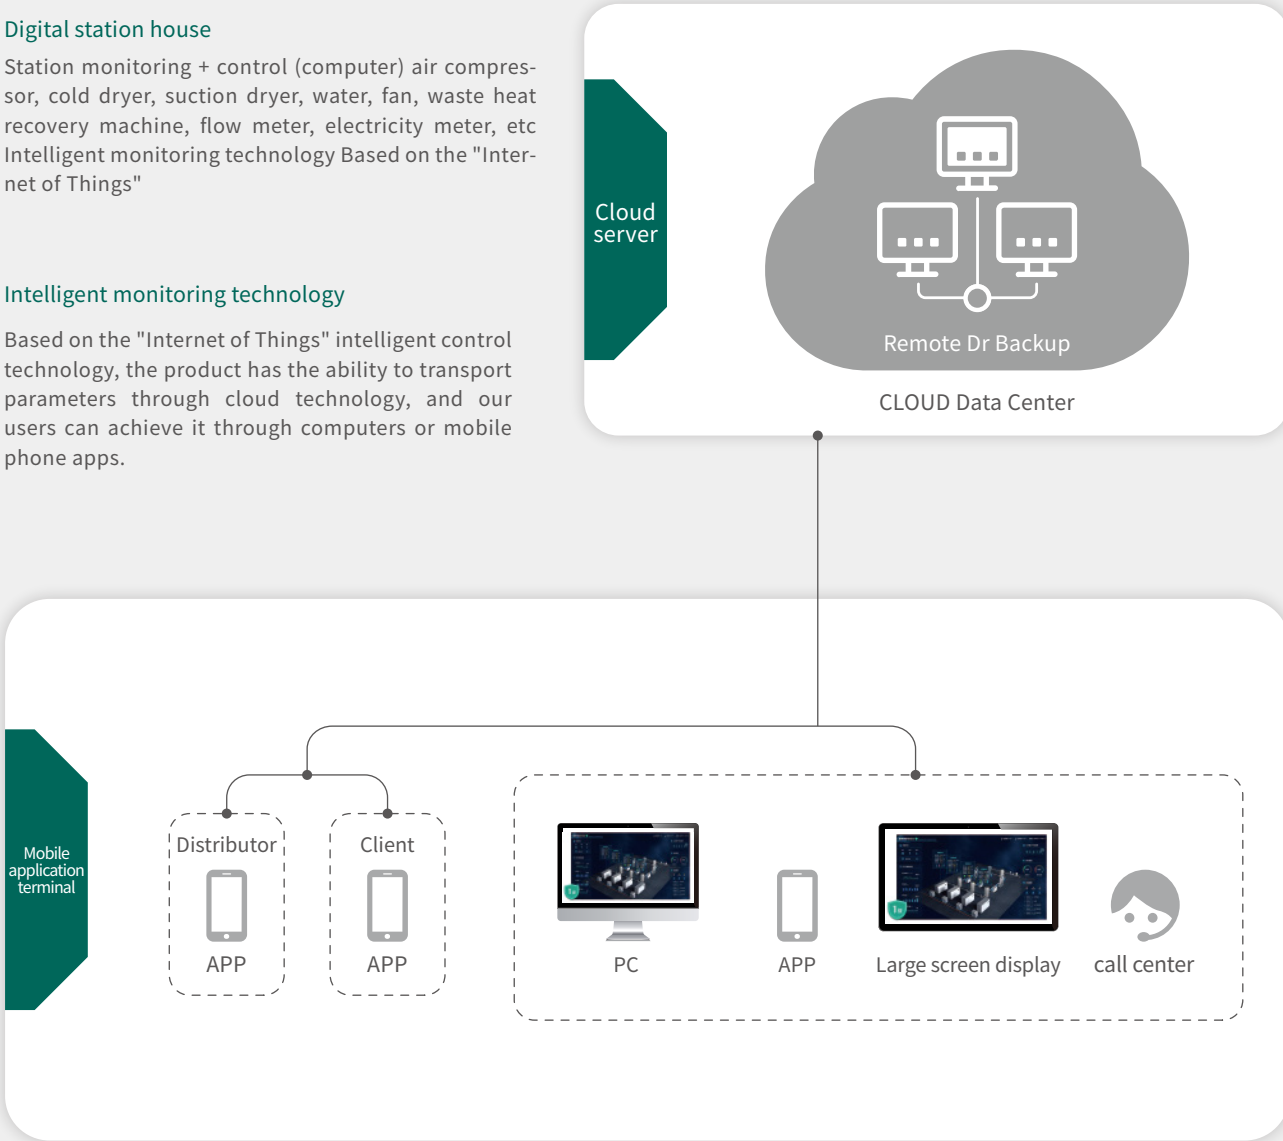 Digital station house
Station monitoring + control (computer) air compres-
sor, cold dryer, suction dryer, water, fan, waste heat
recovery machine, flow meter, electricity meter, etc
Intelligent monitoring technology Based on the "Inter-
net of Things"
Intelligent monitoring technology
Based on the "Internet of Things" intelligent control
technology, the product has the ability to transport
parameters through cloud technology, and our
users can achieve it through computers or mobile
phone apps.
Cloud
server
Remote Dr Backup
CLOUD Data Center
Mobile
application
terminal
Distributor
APP
Client
APP
PC
APP
Large screen display
call center